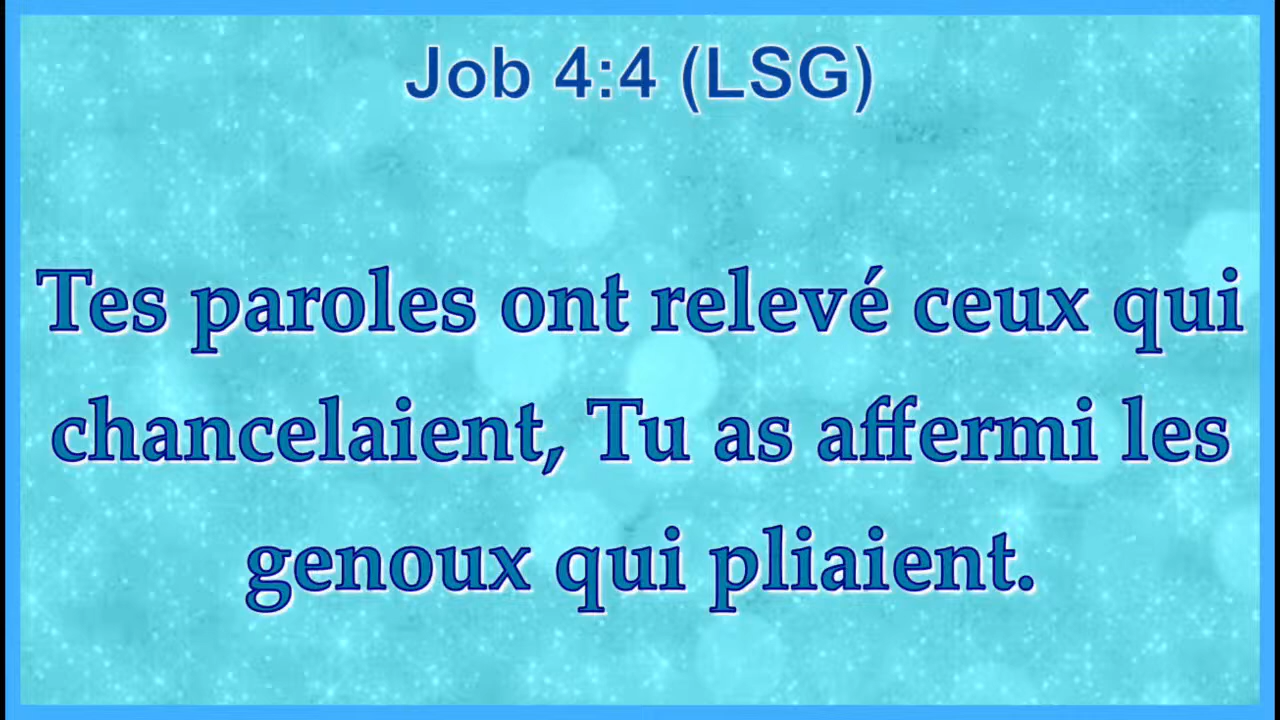 Job 4:4 (LSG)
Tes paroles ont relevé ceux qui
chancelaient, Tu as affermi les
genoux qui pliaient.